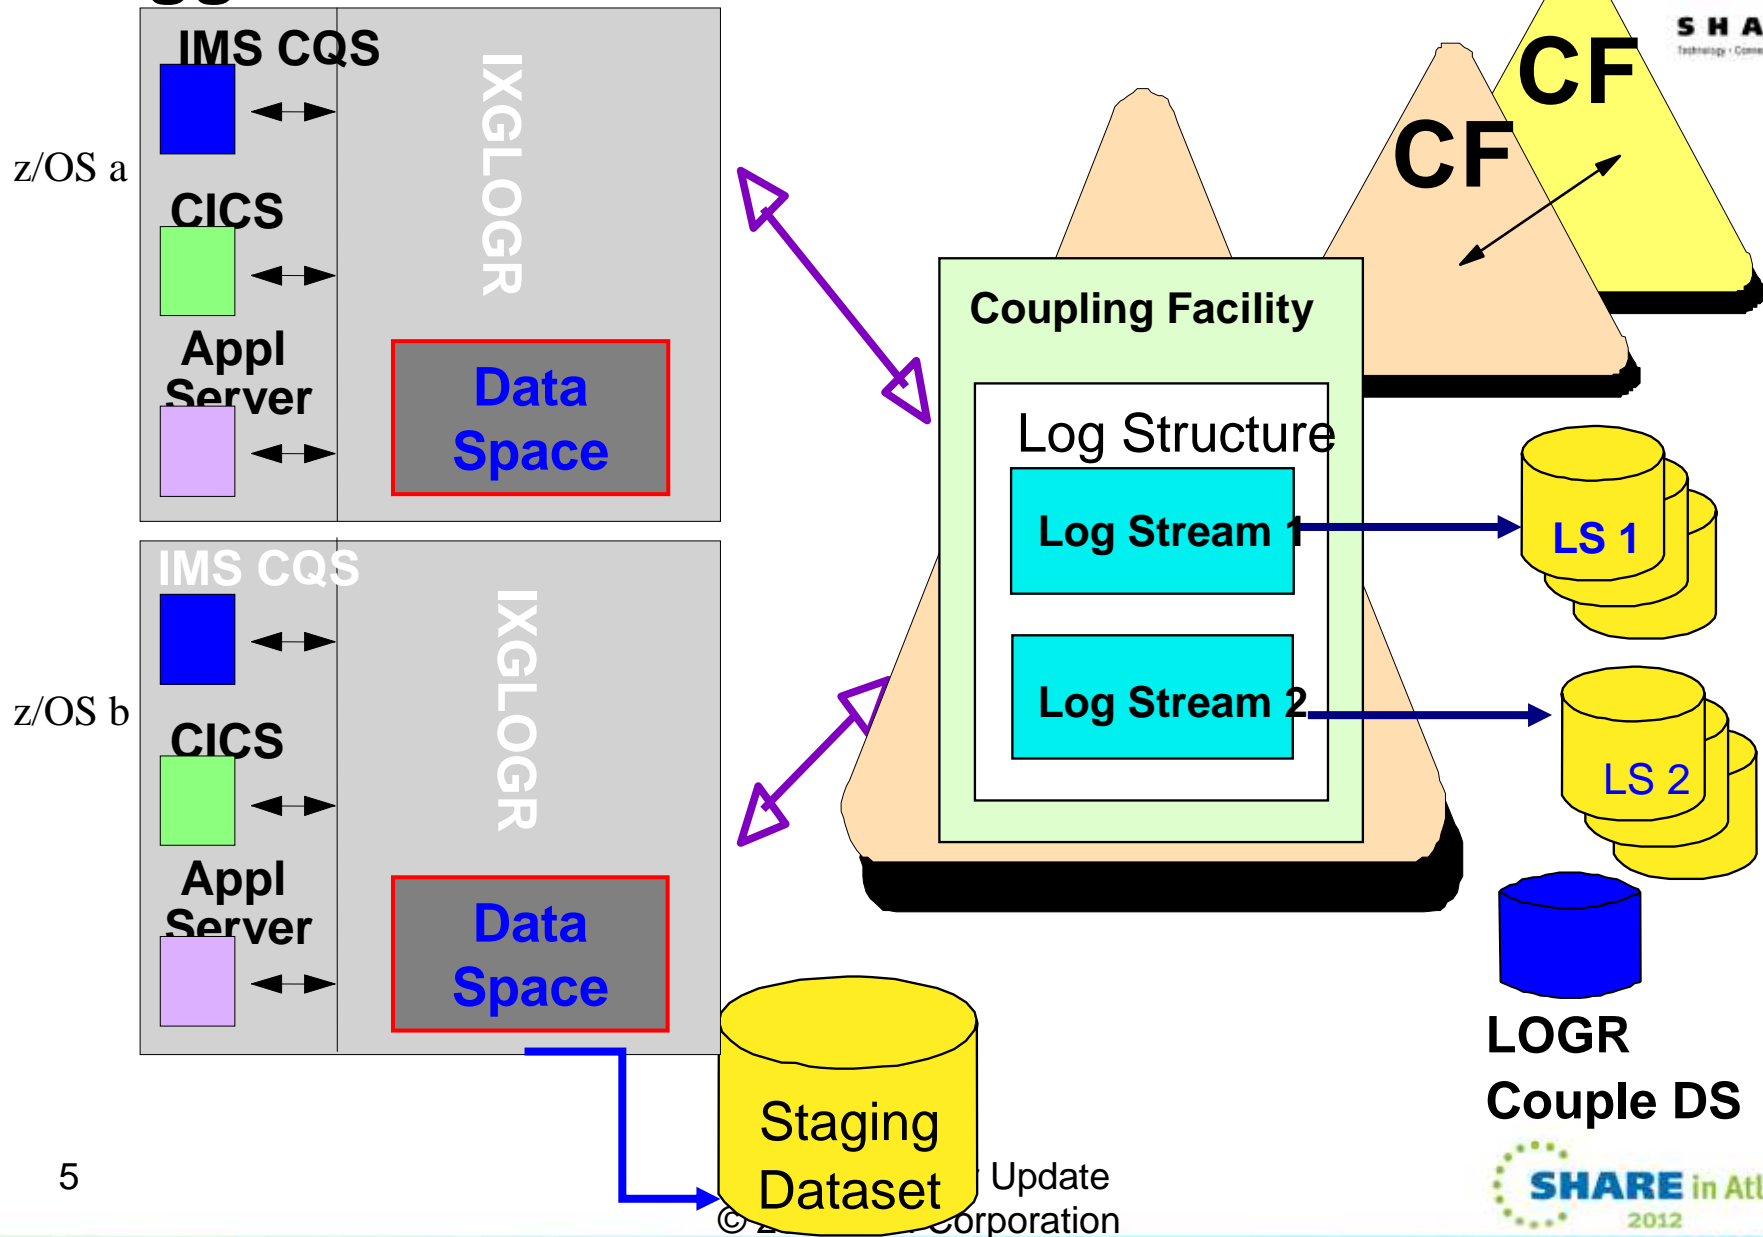 IMS CQS
IXGLOGR
z/OS a
CICS
Appl
Server
Data
Space
IMS CQS
IXGLOGR
z/OS b
CICS
Appl
Server
Data
Space
Staging
Dataset
CF
CF
S H A
Coupling Facility
Log Structure
Log Stream 1
Log Stream 2
LS 1
LS 2
LOGR
Couple DS
5
Update
©
Corporation
SHARE in Atl
2012